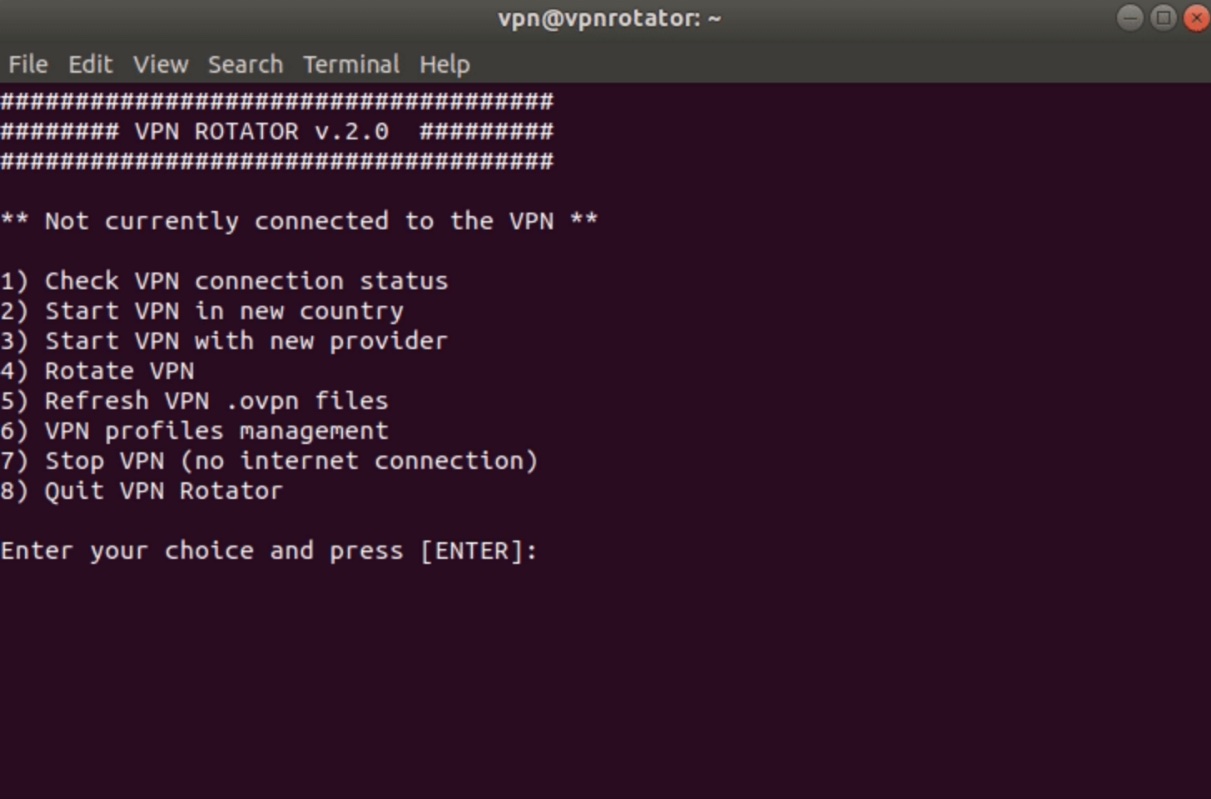 vpn@vpnrotator: ~
File Edit View Search Terminal Help
#####################################
######## VPN ROTATOR v.2.0  #########
#####################################
** Not currently connected to the VPN **
1) Check VPN connection status
2) Start VPN in new country
3) Start VPN with new provider
4) Rotate VPN
5) Refresh VPN .ovpn files
6) VPN profiles management
7) Stop VPN (no internet connection)
8) Quit VPN Rotator
Enter your choice and press [ENTER]: